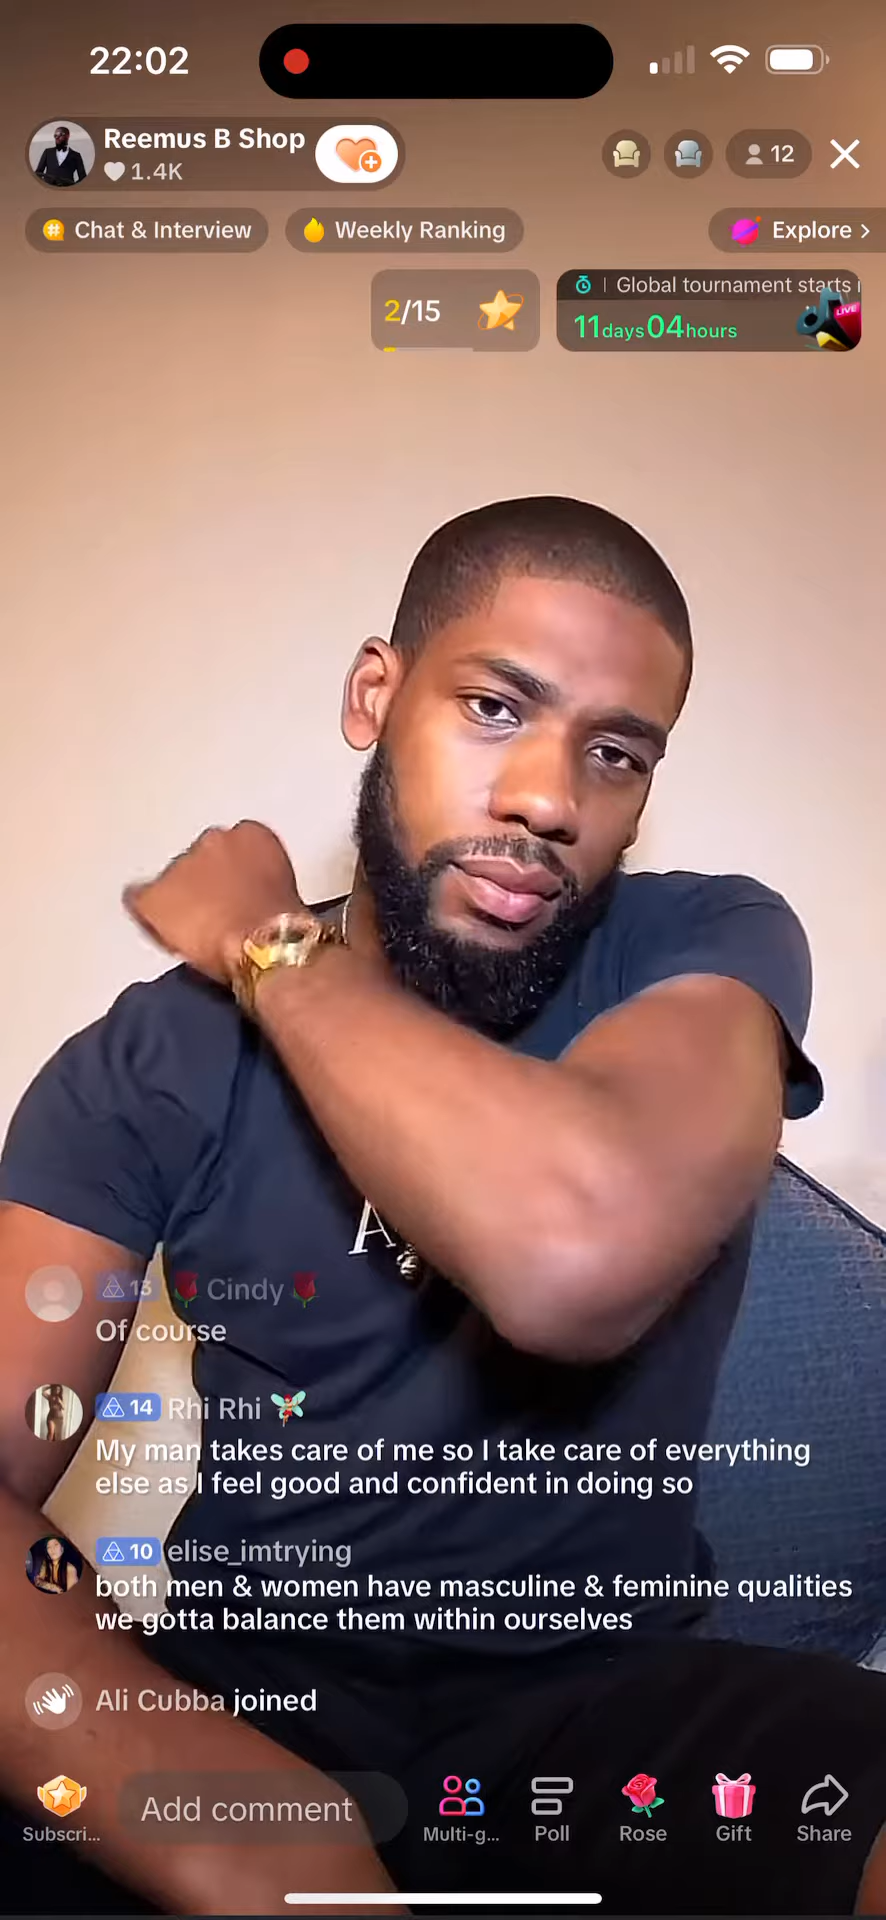 22:02
Reemus B Shop
1.4K
12
Chat & Interview
Weekly Ranking
Explore >
2/15
Global tournament starts i
11days04hours
LIVE
A
13 Cindy
Of course
14 Rhi Rhi
My man takes care of me so I take care of everything
else as I feel good and confident in doing so
10 elise_imtrying
both men & women have masculine & feminine qualities
we gotta balance them within ourselves
Ali Cubba joined
Add comment
Subscri... Multi-g... Poll Rose Gift Share